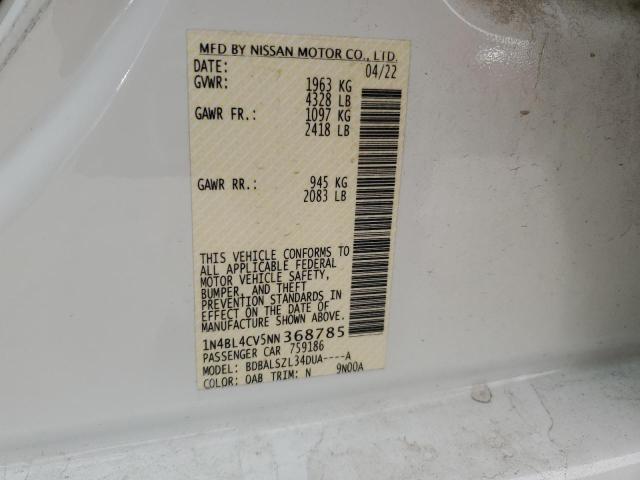 MFD BY NISSAN MOTOR CO., LTD.
DATE: 04/22
GVWR: 1963 KG
4328 LB
GAWR FR.: 1097 KG
2418 LB
GAWR RR.: 945 KG
2083 LB
THIS VEHICLE CONFORMS TO
ALL APPLICABLE FEDERAL
MOTOR VEHICLE SAFETY,
BUMPER, AND THEFT
PREVENTION STANDARDS IN
EFFECT ON THE DATE OF
MANUFACTURE SHOWN ABOVE.
1N4BL4CV5NN368785
PASSENGER CAR 759186
MODEL: BDBALSZL34DUA----A
COLOR: QAB TRIM: N 9N00A